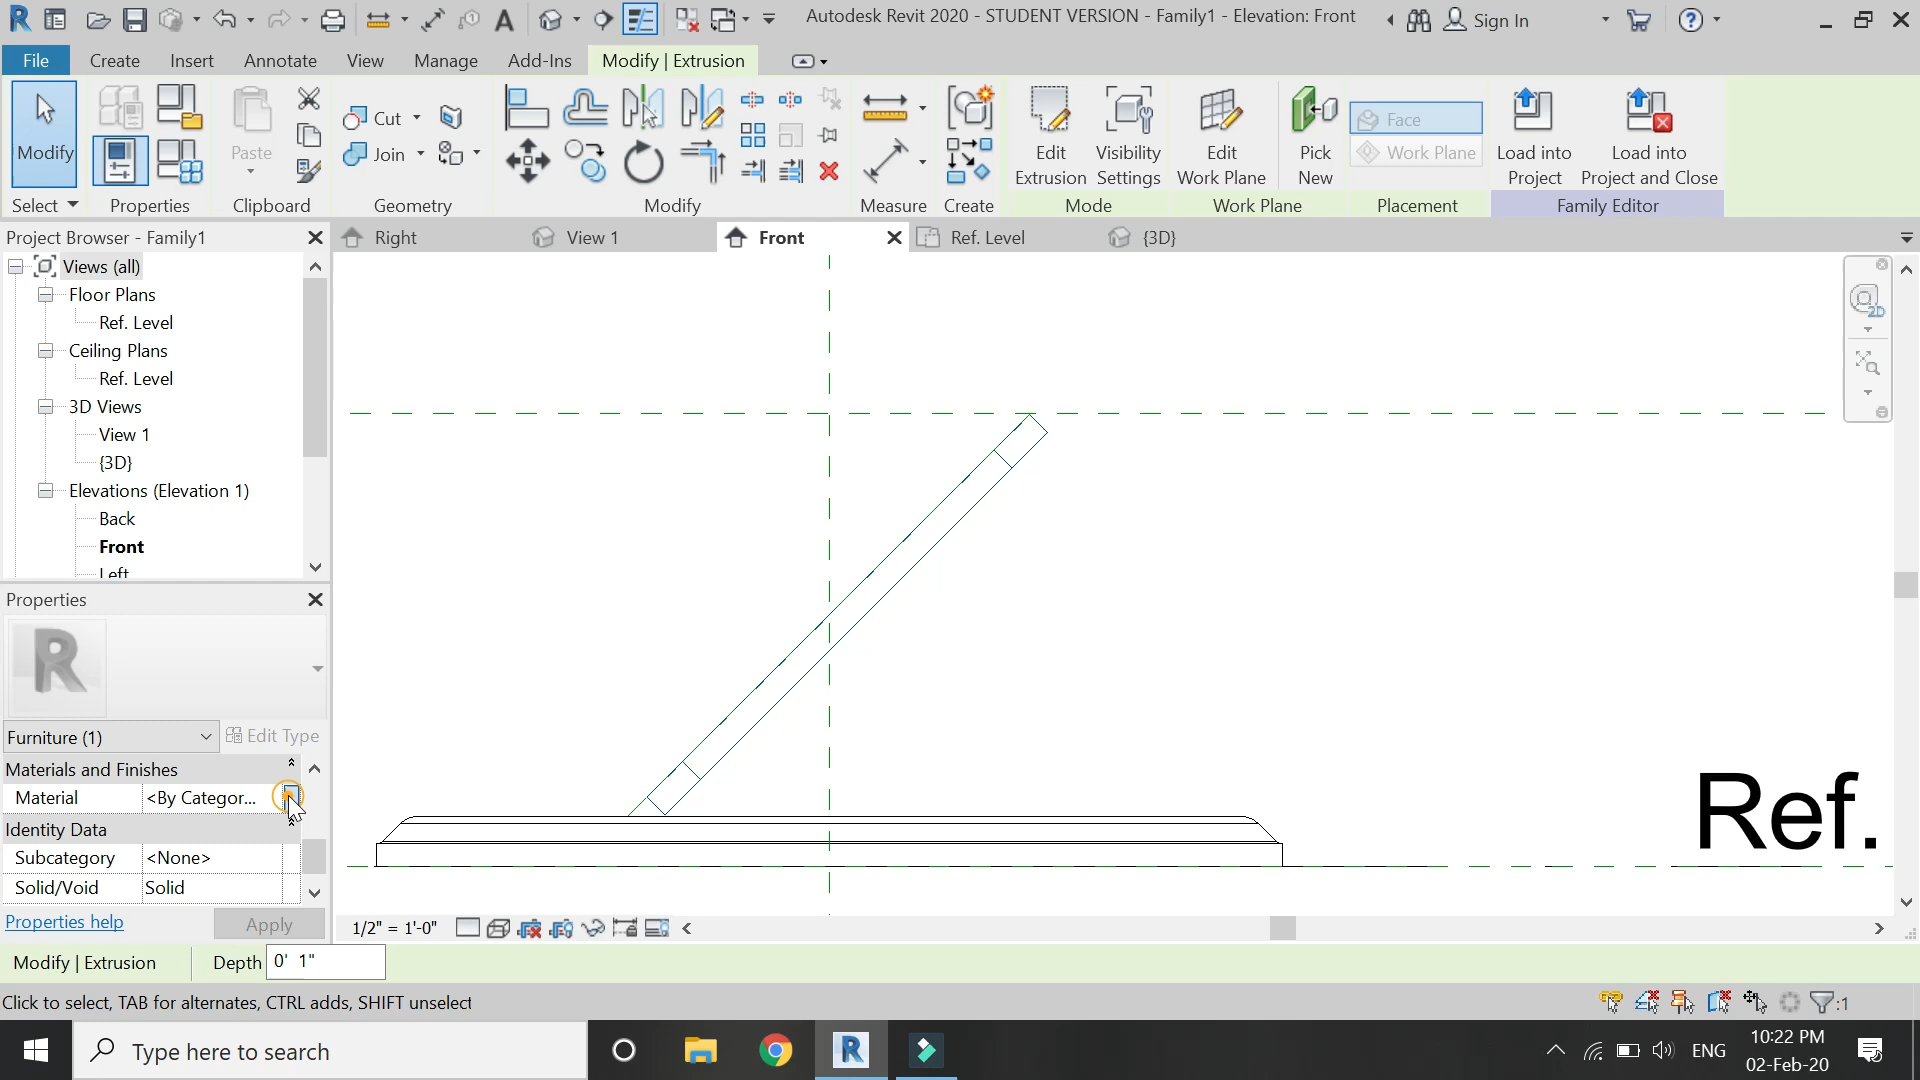 Autodesk Revit 2020 - STUDENT VERSION - Family1 - Elevation: Front
Sign In
File
Create
Insert
Annotate
View
Manage
Add-Ins
Modify | Extrusion
Modify
Paste
Cut
Join
Edit Extrusion
Visibility Settings
Edit Work Plane
Pick New
Face
Work Plane
Load into Project
Load into Project and Close
Select
Properties
Clipboard
Geometry
Modify
Measure
Create
Mode
Work Plane
Placement
Family Editor
Project Browser - Family1
Right
View 1
Front
Ref. Level
{3D}
Views (all)
Floor Plans
Ref. Level
Ceiling Plans
Ref. Level
3D Views
View 1
{3D}
Elevations (Elevation 1)
Back
Front
Left
2D
Properties
R
Furniture (1)
Edit Type
Materials and Finishes
Material
<By Categor...
Identity Data
Subcategory
<None>
Solid/Void
Solid
Properties help
Apply
Ref.
1/2" = 1'-0"
Modify | Extrusion
Depth
0' 1"
Click to select, TAB for alternates, CTRL adds, SHIFT unselect
:1
Type here to search
ENG
10:22 PM
02-Feb-20